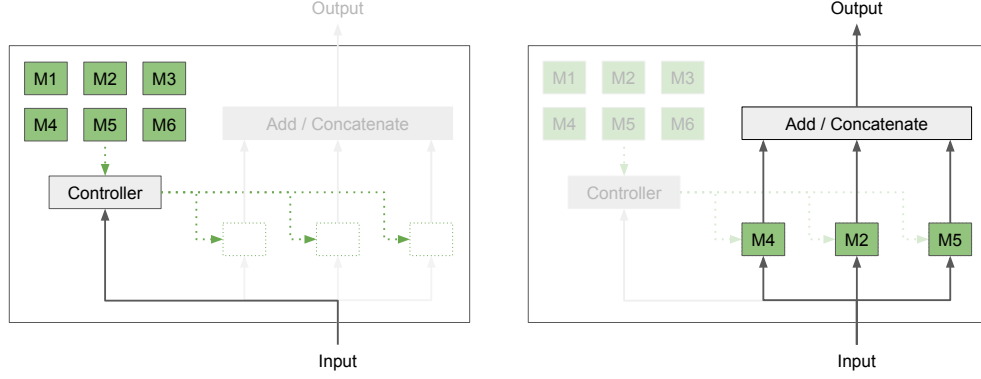 Output
M1 M2 M3
M4 M5 M6
Add / Concatenate
Controller
Input
Output
M1 M2 M3
M4 M5 M6
Add / Concatenate
Controller
M4 M2 M5
Input